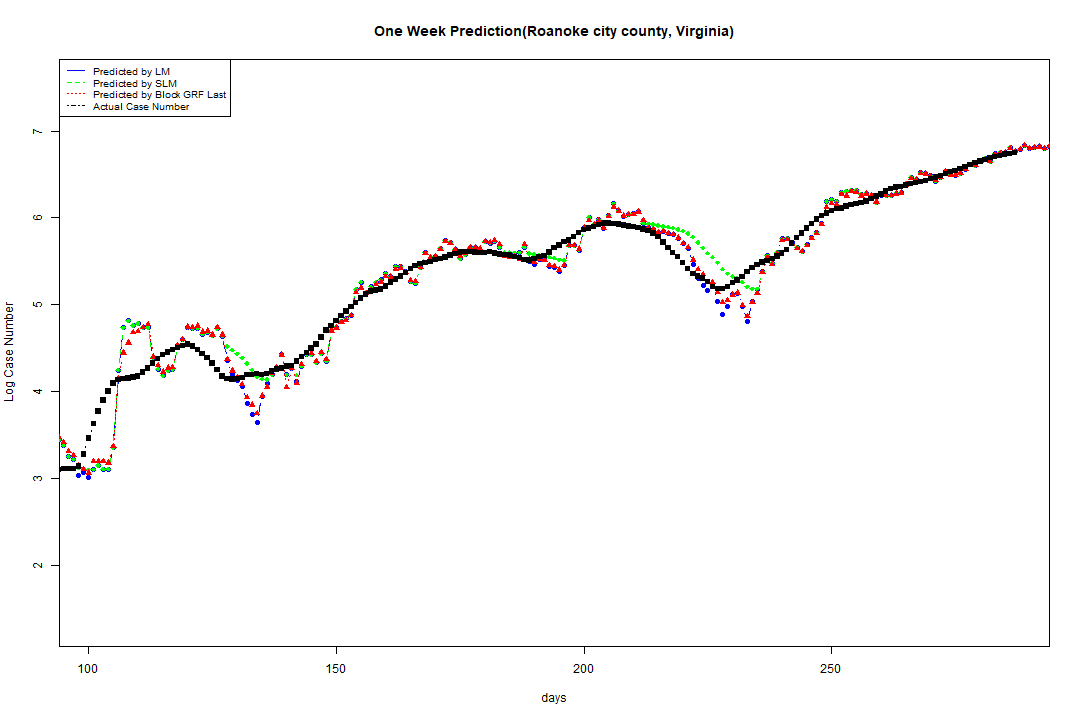 One Week Prediction(Roanoke city county, Virginia)
Predicted by LM
Predicted by SLM
Predicted by Block GRF Last
Actual Case Number
7
6
5
4
3
2
Log Case Number
100 150 200 250
days